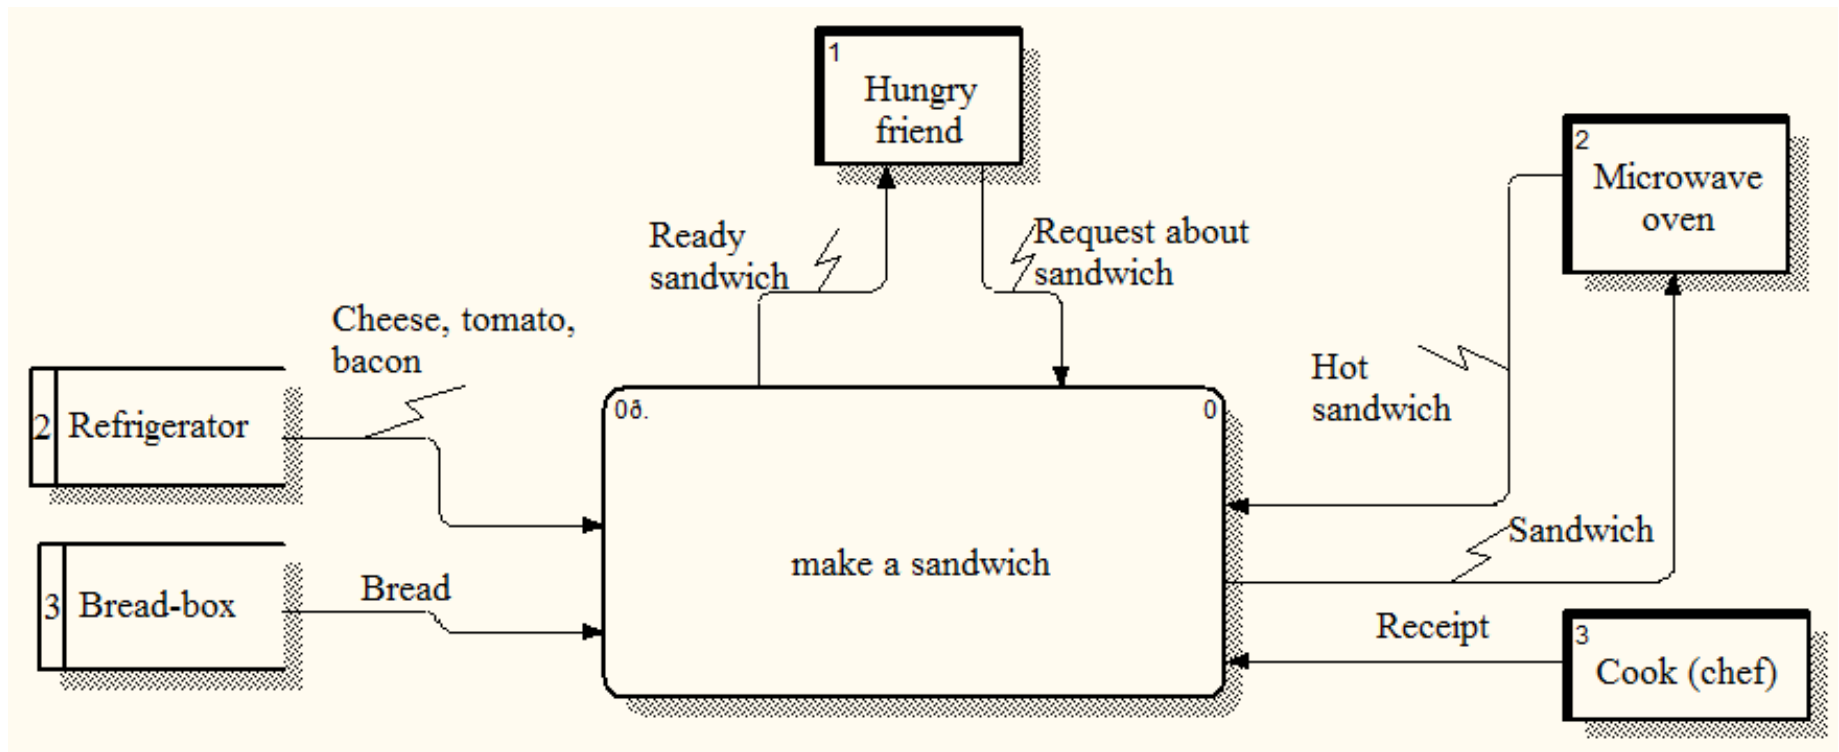 1
Hungry
friend
2
Microwave
oven
Ready
sandwich
Request about
sandwich
Cheese, tomato,
bacon
Hot
sandwich
2 Refrigerator
0ð. 0
make a sandwich
Sandwich
3 Bread-box
Bread
Receipt
3
Cook (chef)